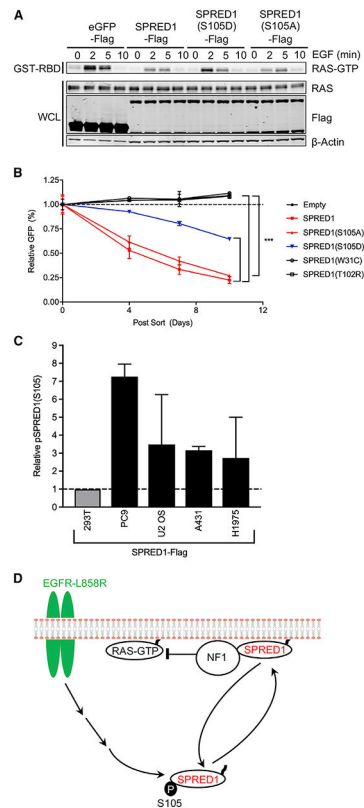 A
eGFP
-Flag
SPRED1
-Flag
SPRED1
(S105D)
-Flag
SPRED1
(S105A)
-Flag
0 2 5 10 0 2 5 10 0 2 5 10 0 2 5 10 EGF (min)
GST-RBD RAS-GTP
RAS
WCL Flag
β-Actin
B
Relative GFP (%)
1.25
1.00
0.75
0.50
0.25
0.00
0 4 8 12
Post Sort (Days)
***
Empty
SPRED1
SPRED1(S105D)
SPRED1(S105A)
SPRED1(W31C)
SPRED1(T102R)
C
Relative pSPRED1(S105)
9
8
7
6
5
4
3
2
1
0
293T
PC9
U2 OS
A431
H1975
SPRED1-Flag
D
EGFR-L858R
RAS-GTP
NF1
SPRED1
SPRED1
P
S105